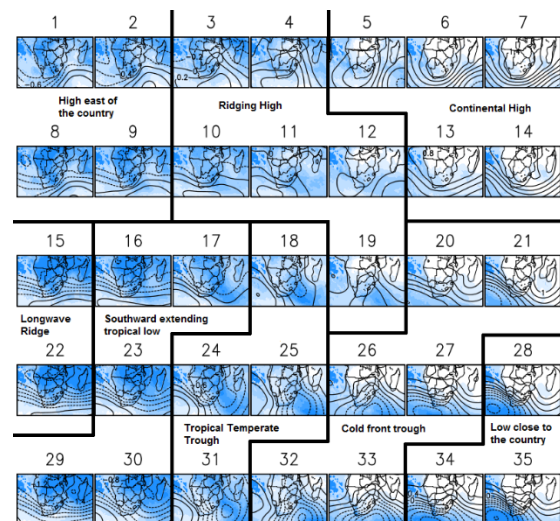 1 2 3 4 5 6 7
High east of
the country
Ridging High
Continental High
8 9 10 11 12 13 14
15 16 17 18 19 20 21
Longwave
Ridge
Southward extending
tropical low
22 23 24 25 26 27 28
Tropical Temperate
Trough
Cold front trough
Low close to
the country
29 30 31 32 33 34 35